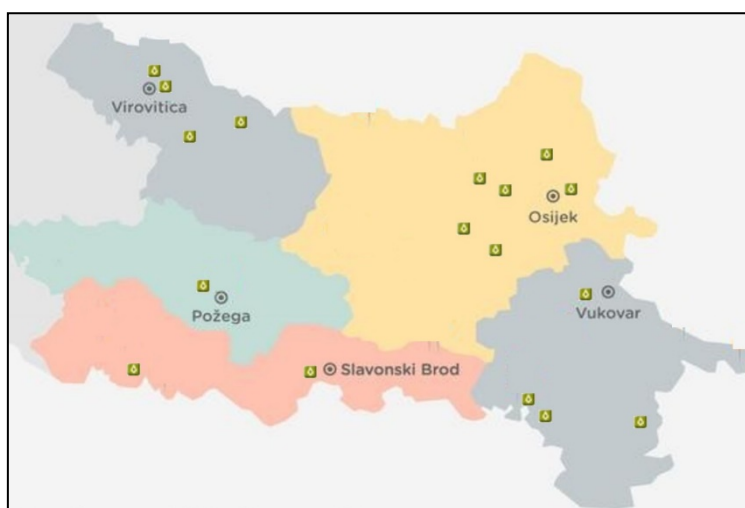 Virovitica
Osijek
Požega
Vukovar
Slavonski Brod